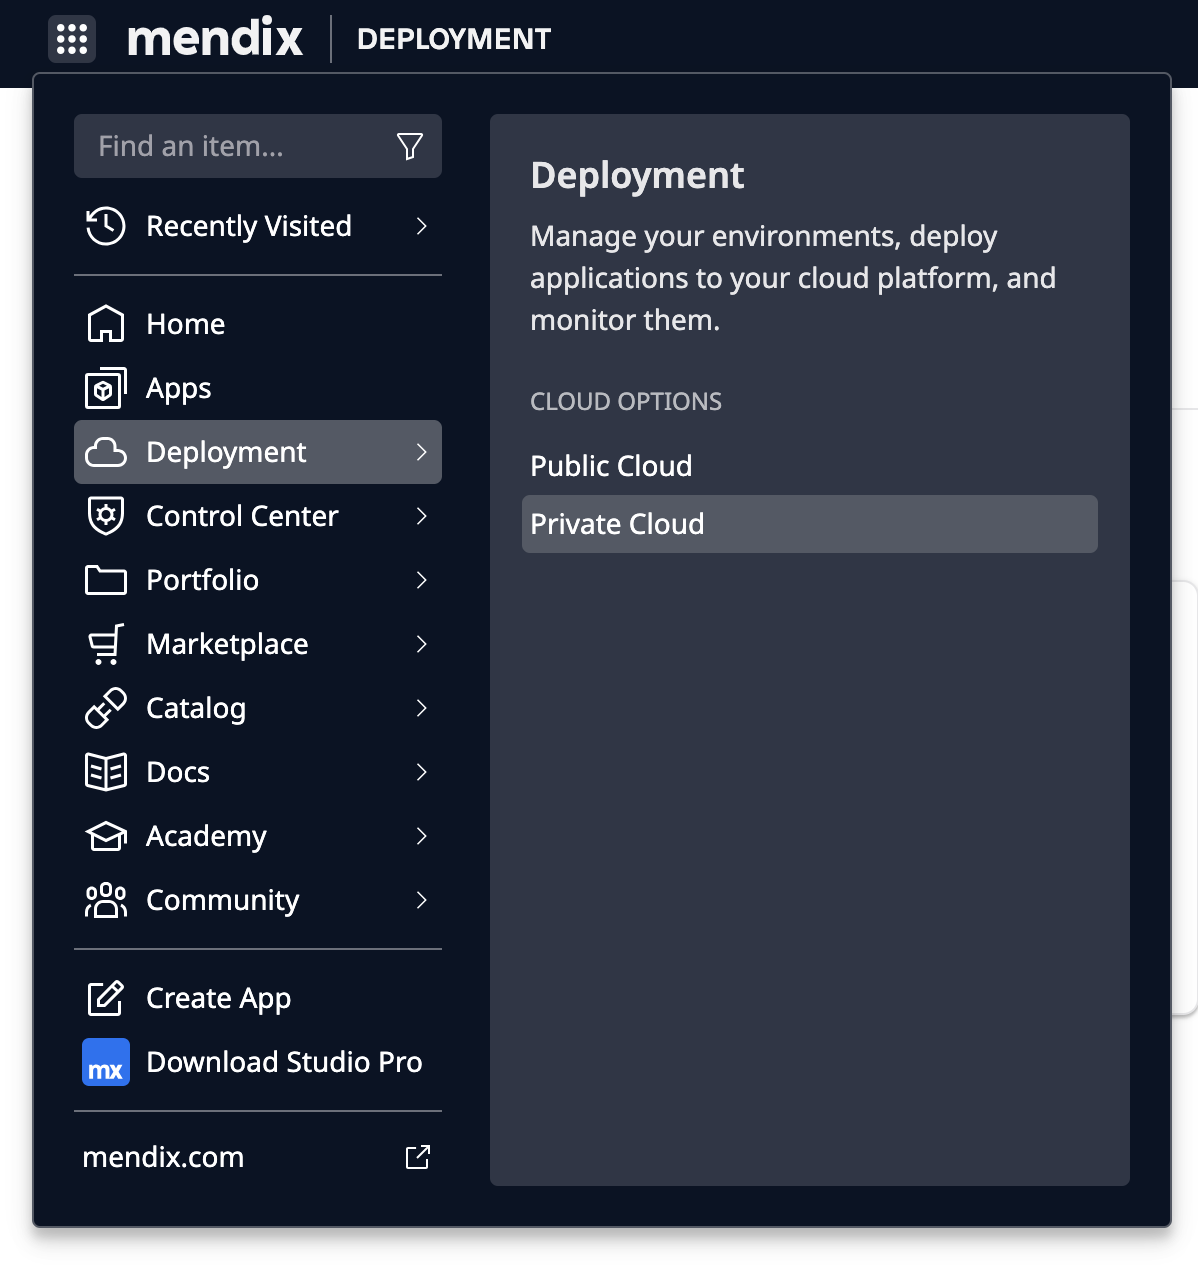 mendix
DEPLOYMENT
Find an item...
Recently Visited
Home
Apps
Deployment
Control Center
Portfolio
Marketplace
Catalog
Docs
Academy
Community
Create App
mx
Download Studio Pro
mendix.com
Deployment
Manage your environments, deploy
applications to your cloud platform, and
monitor them.
CLOUD OPTIONS
Public Cloud
Private Cloud